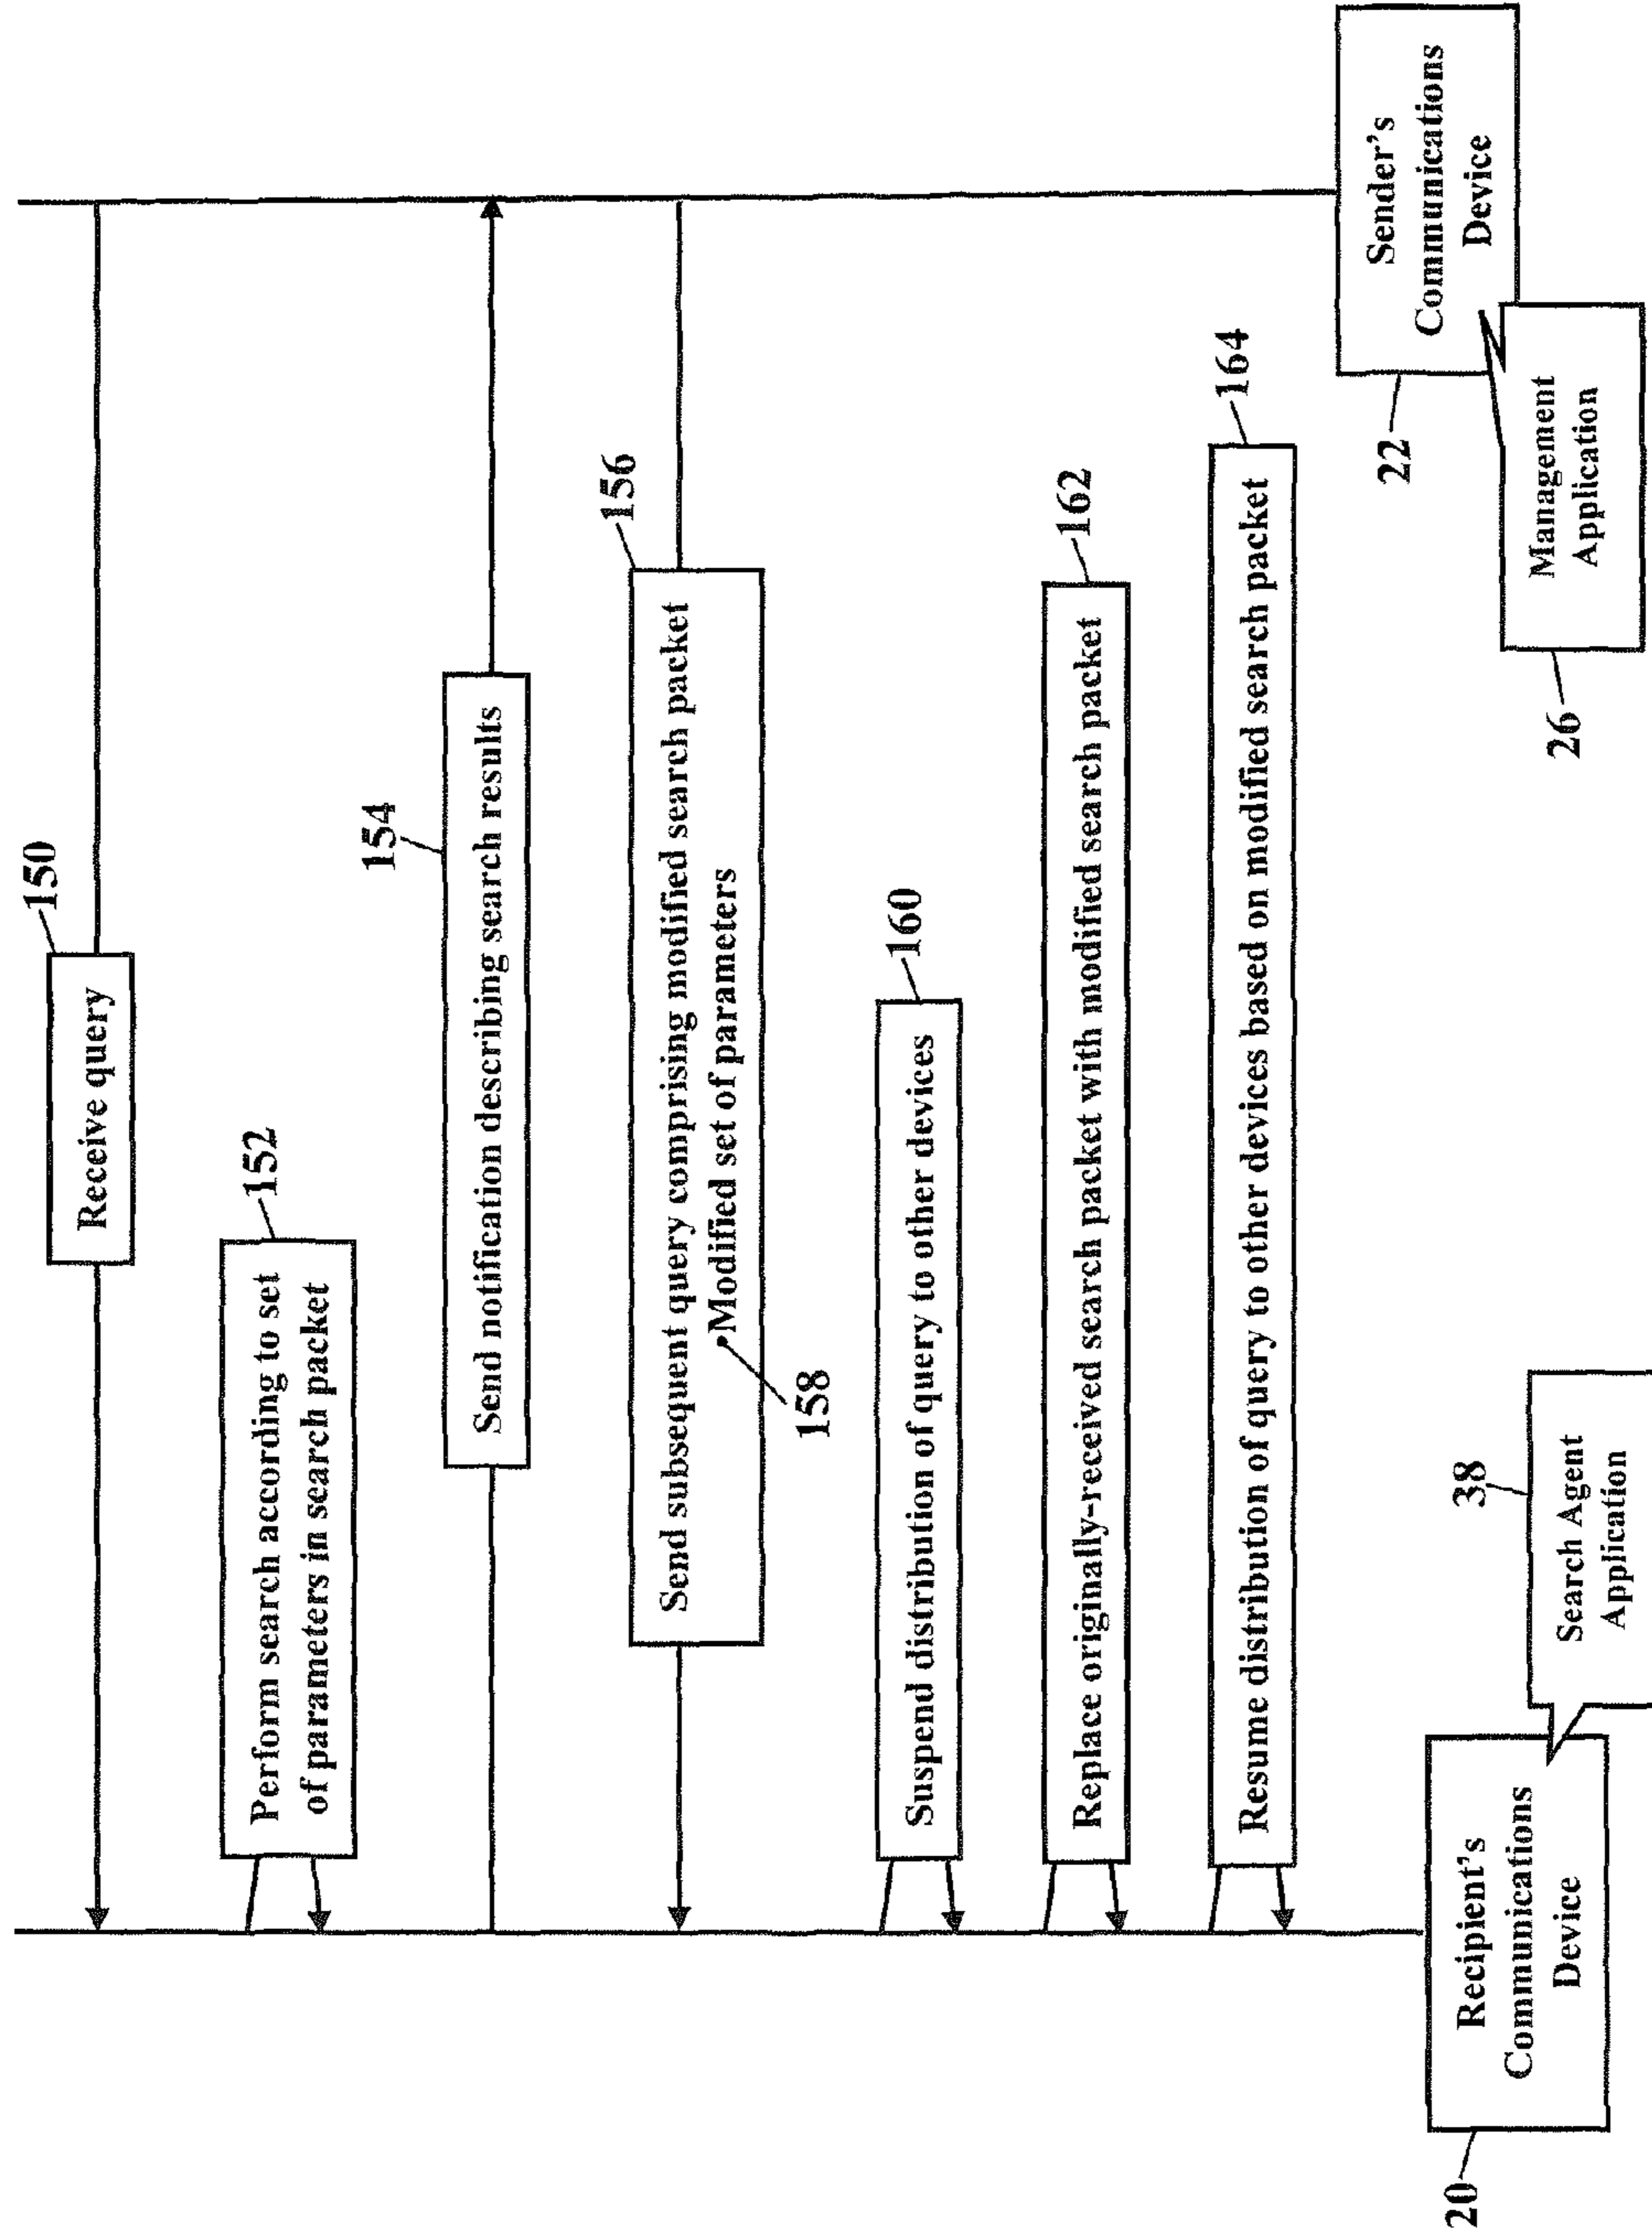 150
Receive query
152
Perform search according to set
of parameters in search packet
154
Send notification describing search results
156
Send subsequent query comprising modified search packet
•Modified set of parameters
158
160
Suspend distribution of query to other devices
162
Replace originally-received search packet with modified search packet
164
Resume distribution of query to other devices based on modified search packet
20
Recipient's
Communications
Device
38
Search Agent
Application
22
Sender's
Communications
Device
26
Management
Application